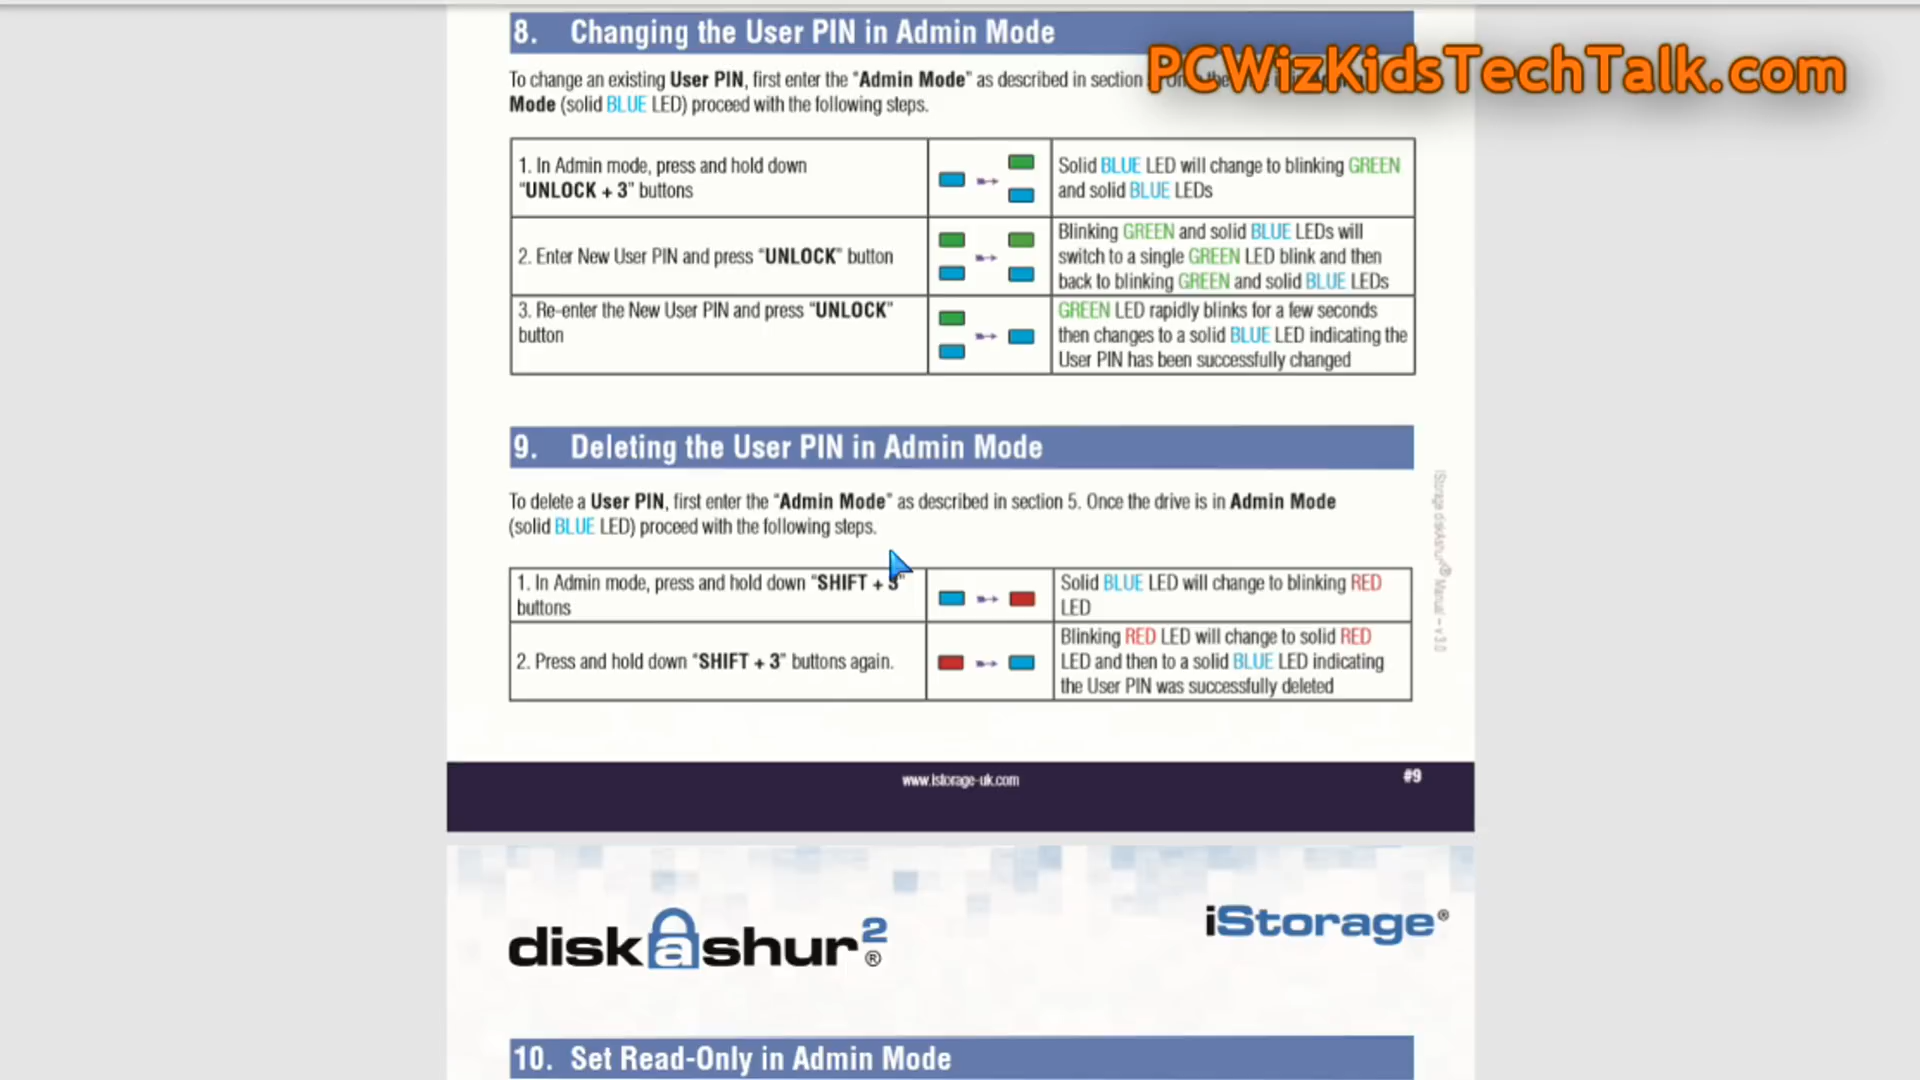 8. Changing the User PIN in Admin Mode
PCWizKidsTechTalk.com
To change an existing User PIN, first enter the "Admin Mode" as described in section
Mode (solid BLUE LED) proceed with the following steps.
1. In Admin mode, press and hold down
"UNLOCK + 3" buttons
Solid BLUE LED will change to blinking GREEN
and solid BLUE LEDs
2. Enter New User PIN and press "UNLOCK" button
Blinking GREEN and solid BLUE LEDs will
switch to a single GREEN LED blink and then
back to blinking GREEN and solid BLUE LEDs
3. Re-enter the New User PIN and press "UNLOCK"
button
GREEN LED rapidly blinks for a few seconds
then changes to a solid BLUE LED indicating the
User PIN has been successfully changed
9. Deleting the User PIN in Admin Mode
To delete a User PIN, first enter the "Admin Mode" as described in section 5. Once the drive is in Admin Mode
(solid BLUE LED) proceed with the following steps.
1. In Admin mode, press and hold down "SHIFT + 3"
buttons
Solid BLUE LED will change to blinking RED
LED
2. Press and hold down "SHIFT + 3" buttons again.
Blinking RED LED will change to solid RED
LED and then to a solid BLUE LED indicating
the User PIN was successfully deleted
iStorage diskAshur® Manual – v 3.0
www.istorage-uk.com
#9
diskashur2®
iStorage®
10. Set Read-Only in Admin Mode